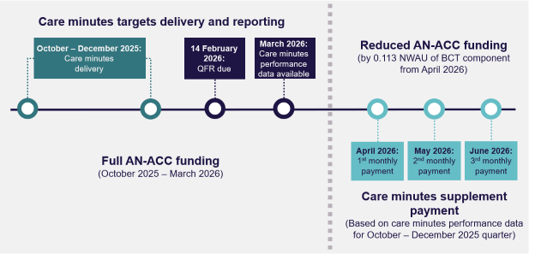 Care minutes targets delivery and reporting
October – December 2025:
Care minutes
delivery
14 February
2026:
QFR due
March 2026:
Care minutes
performance
data available
Reduced AN-ACC funding
(by 0.113 NWAU of BCT component
from April 2026)
Full AN-ACC funding
(October 2025 – March 2026)
April 2026:
1st monthly
payment
May 2026:
2nd monthly
payment
June 2026:
3rd monthly
payment
Care minutes supplement
payment
(Based on care minutes performance data
for October – December 2025 quarter)